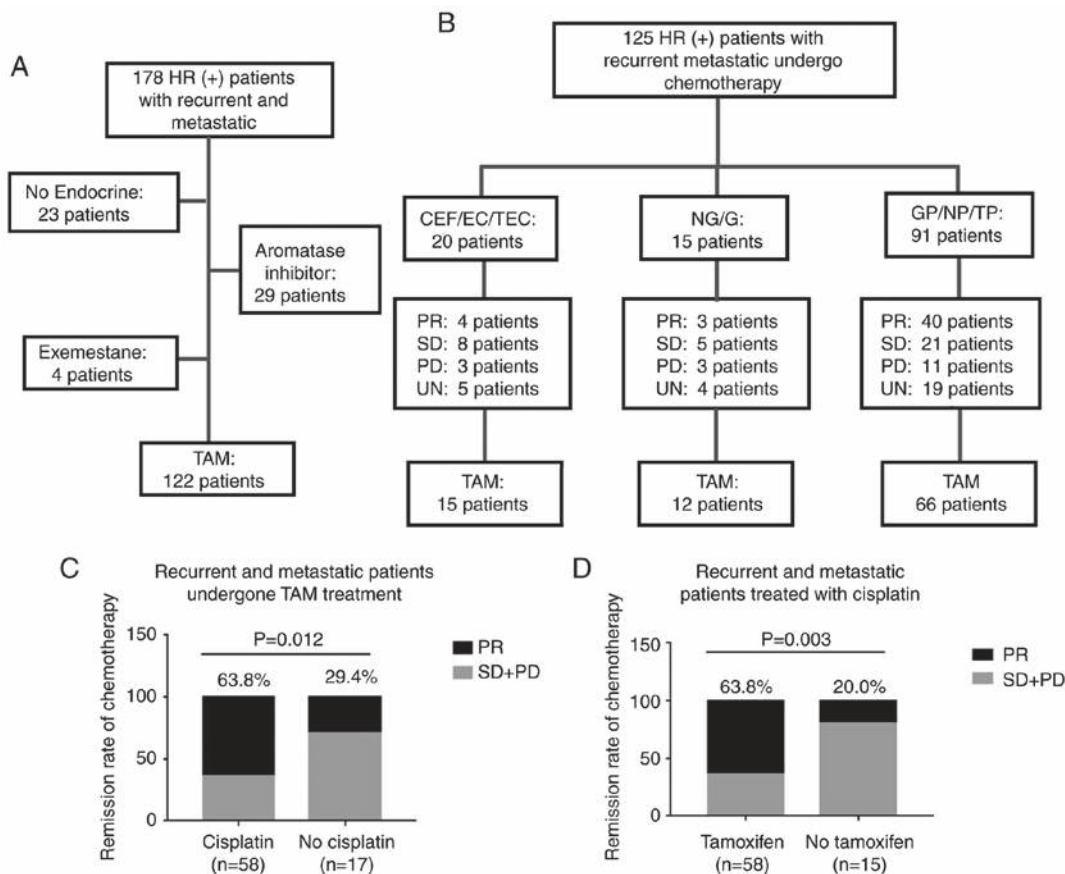 A
178 HR (+) patients
with recurrent and
metastatic
No Endocrine:
23 patients
Aromatase
inhibitor:
29 patients
Exemestane:
4 patients
TAM:
122 patients
B
125 HR (+) patients with
recurrent metastatic undergo
chemotherapy
CEF/EC/TEC:
20 patients
NG/G:
15 patients
GP/NP/TP:
91 patients
PR: 4 patients
SD: 8 patients
PD: 3 patients
UN: 5 patients
PR: 3 patients
SD: 5 patients
PD: 3 patients
UN: 4 patients
PR: 40 patients
SD: 21 patients
PD: 11 patients
UN: 19 patients
TAM:
15 patients
TAM:
12 patients
TAM
66 patients
C
Recurrent and metastatic patients
undergone TAM treatment
Remission rate of chemotherapy
150
100
50
0
P=0.012
63.8%
29.4%
PR
SD+PD
Cisplatin
(n=58)
No cisplatin
(n=17)
D
Recurrent and metastatic
patients treated with cisplatin
Remission rate of chemotherapy
150
100
50
0
P=0.003
63.8%
20.0%
PR
SD+PD
Tamoxifen
(n=58)
No tamoxifen
(n=15)